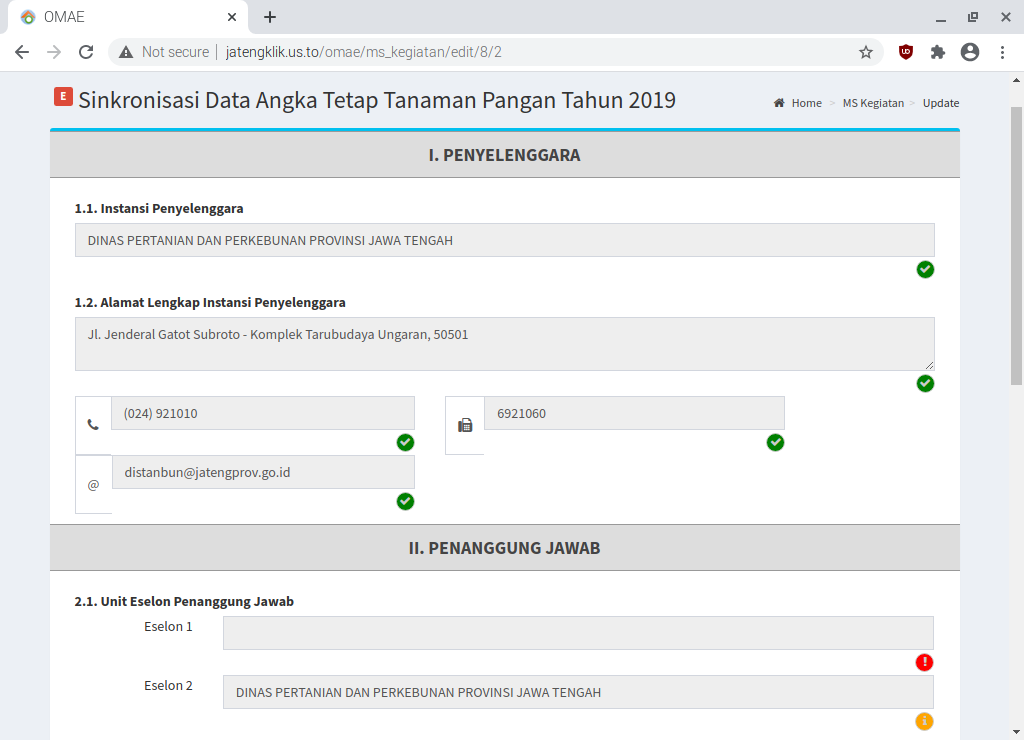 OMAE
Not secure
jatengklik.us.to/omae/ms_kegiatan/edit/8/2
E
Sinkronisasi Data Angka Tetap Tanaman Pangan Tahun 2019
Home > MS Kegiatan > Update
I. PENYELENGGARA
1.1. Instansi Penyelenggara
DINAS PERTANIAN DAN PERKEBUNAN PROVINSI JAWA TENGAH
1.2. Alamat Lengkap Instansi Penyelenggara
Jl. Jenderal Gatot Subroto - Komplek Tarubudaya Ungaran, 50501
(024) 921010
6921060
@
distanbun@jatengprov.go.id
II. PENANGGUNG JAWAB
2.1. Unit Eselon Penanggung Jawab
Eselon 1
Eselon 2
DINAS PERTANIAN DAN PERKEBUNAN PROVINSI JAWA TENGAH